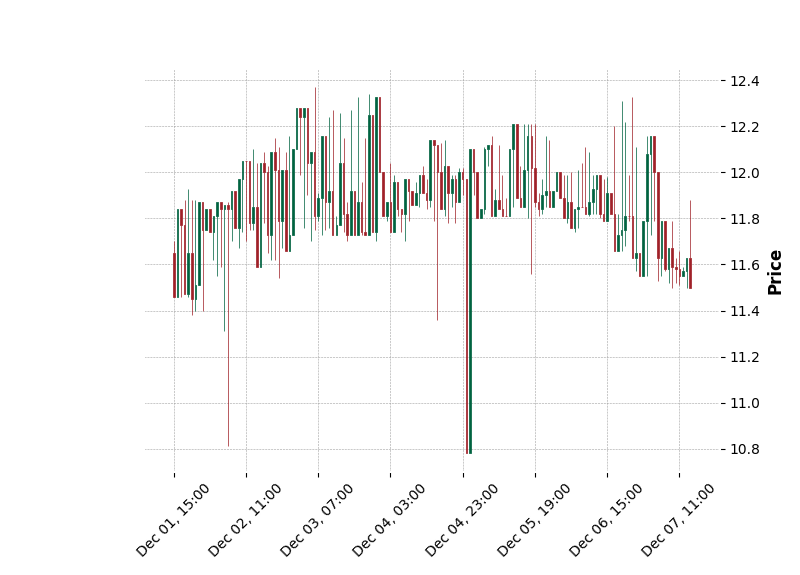 12.4
12.2
12.0
11.8
11.6
11.4
11.2
11.0
10.8
Price
Dec 01, 15:00
Dec 02, 11:00
Dec 03, 07:00
Dec 04, 03:00
Dec 04, 23:00
Dec 05, 19:00
Dec 06, 15:00
Dec 07, 11:00